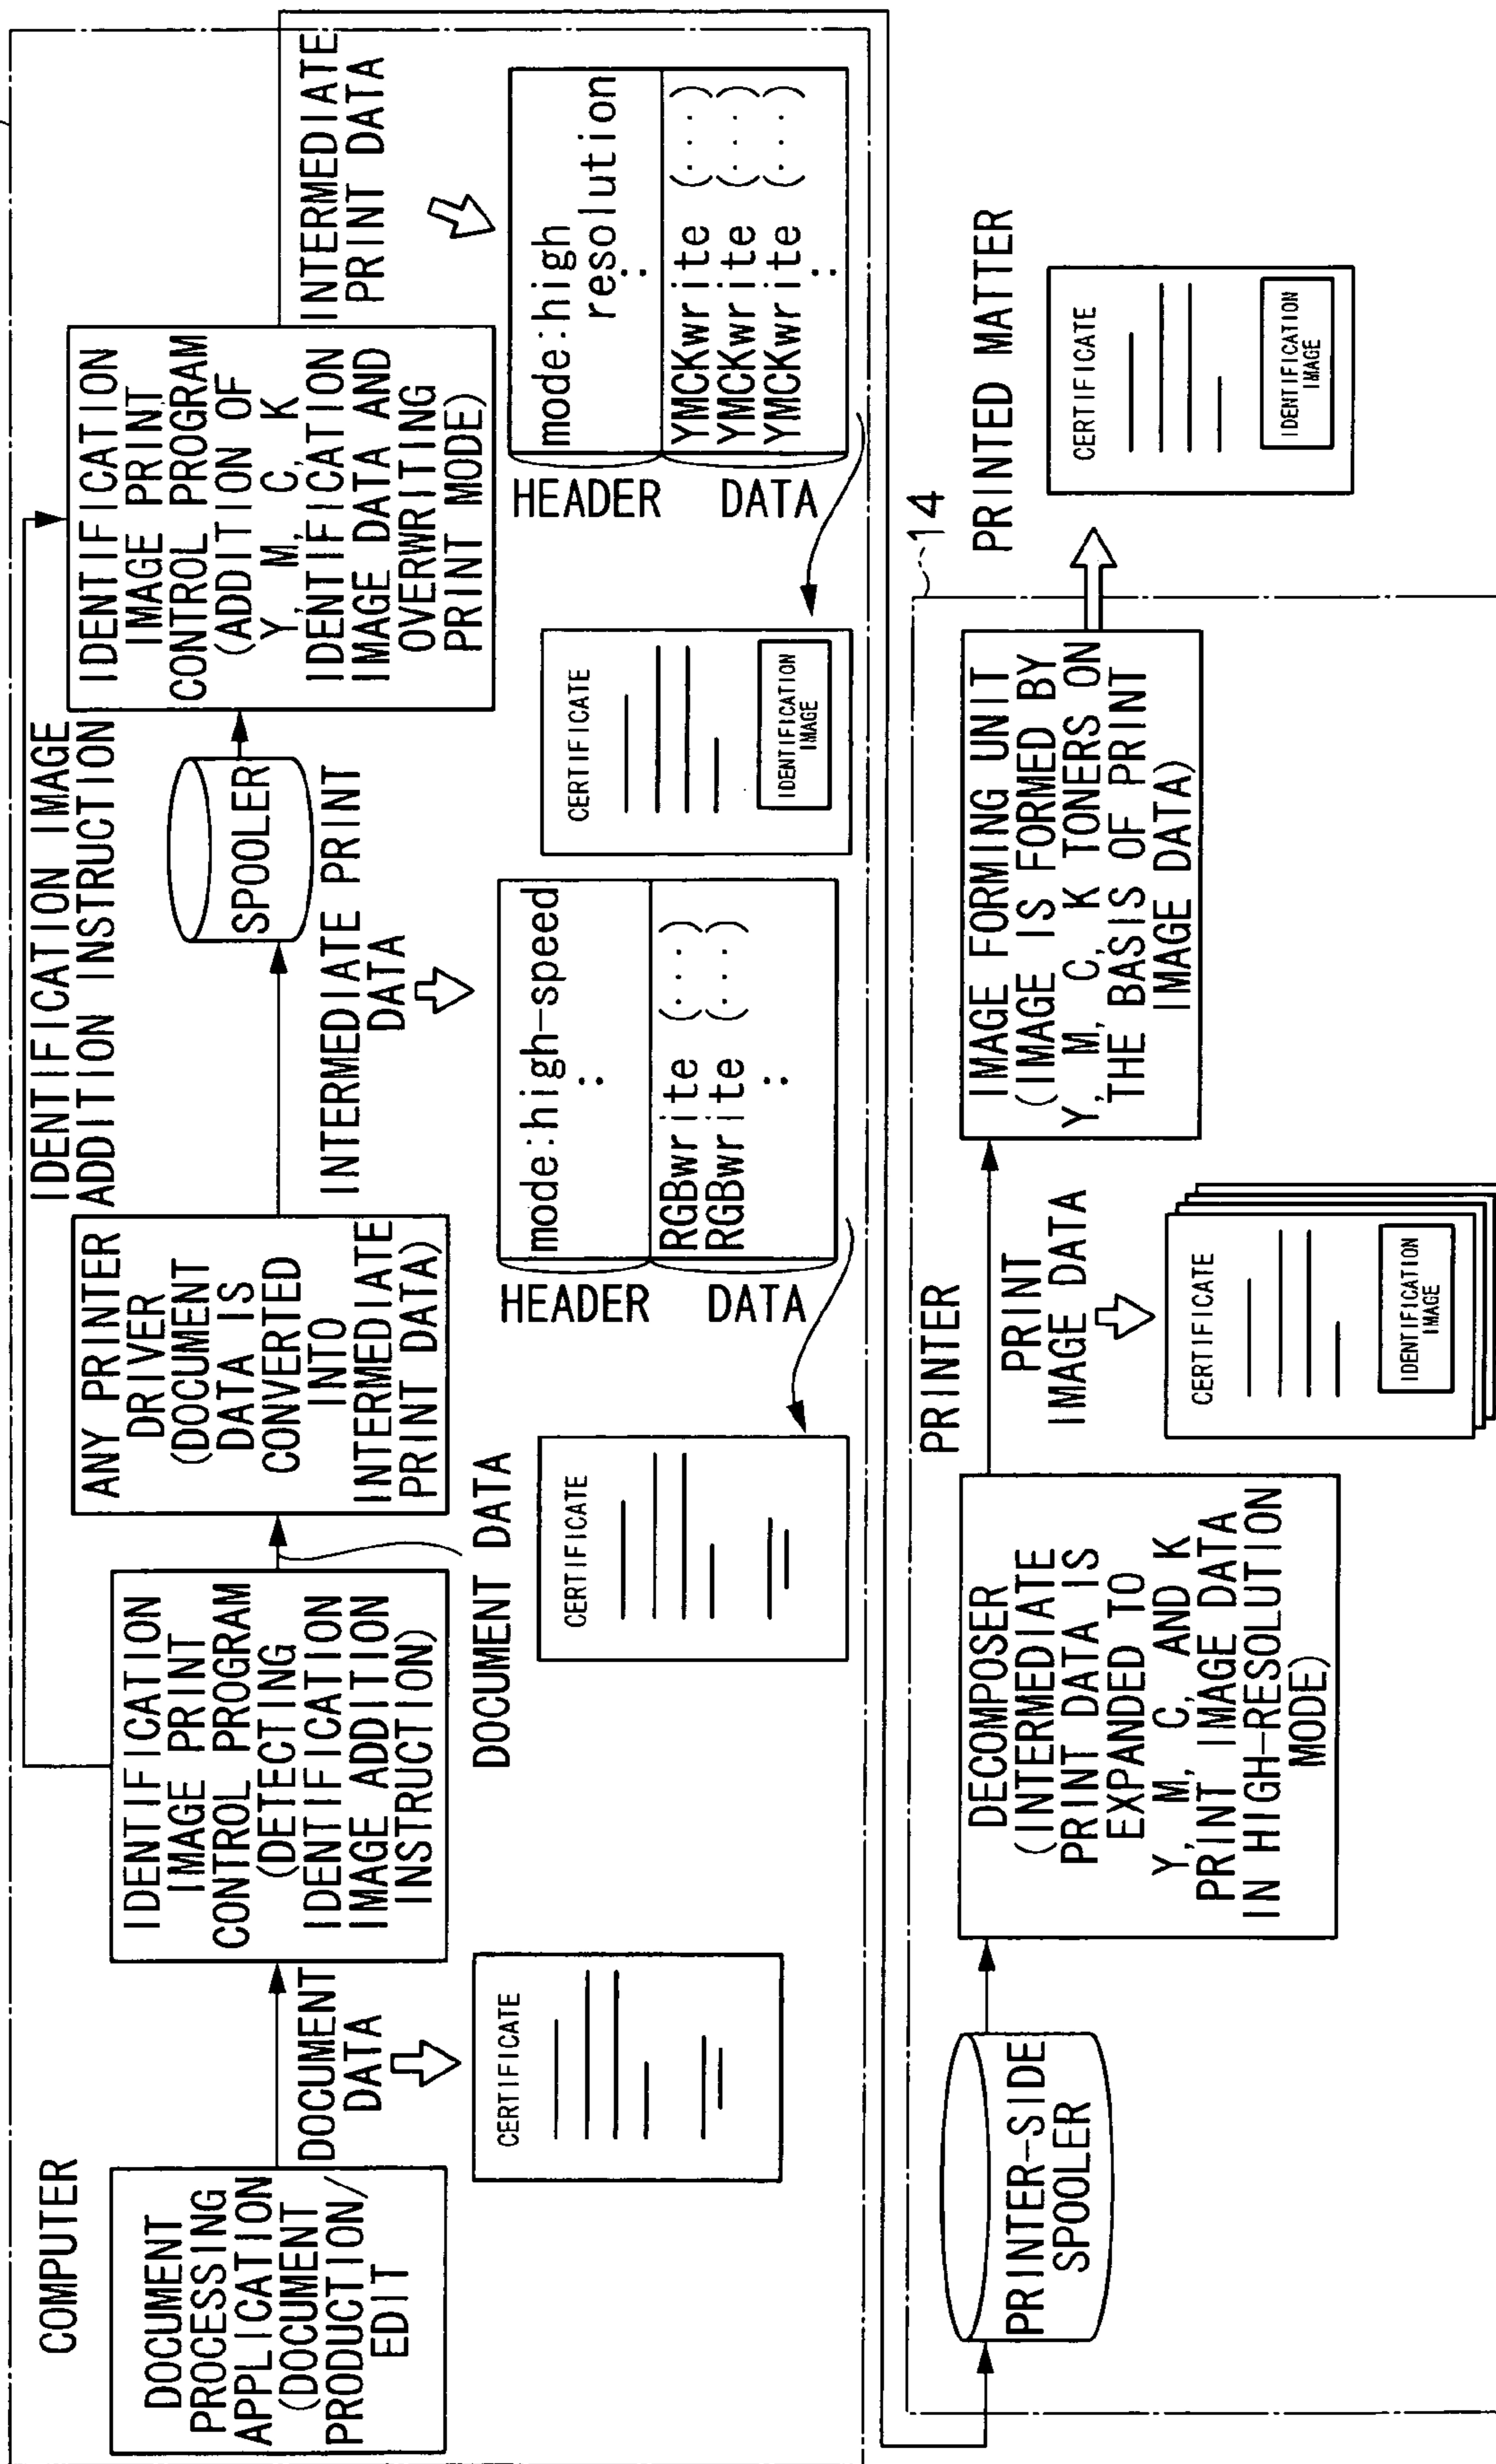 COMPUTER
DOCUMENT
PROCESSING
APPLICATION
(DOCUMENT
PRODUCTION/
EDIT
DOCUMENT
DATA
CERTIFICATE
IDENTIFICATION
IMAGE PRINT
CONTROL PROGRAM
(DETECTING
IDENTIFICATION
IMAGE ADDITION
INSTRUCTION)
DOCUMENT DATA
CERTIFICATE
ANY PRINTER
DRIVER
(DOCUMENT
DATA IS
CONVERTED
INTO
INTERMEDIATE
PRINT DATA)
IDENTIFICATION IMAGE
ADDITION INSTRUCTION
SPOOLER
INTERMEDIATE PRINT
DATA
mode:high-speed
:
RGBwrite (...)
RGBwrite (...)
:
HEADER
DATA
CERTIFICATE
IDENTIFICATION
IMAGE
IDENTIFICATION
IMAGE PRINT
CONTROL PROGRAM
(ADDITION OF
Y, M, C, K
IDENTIFICATION
IMAGE DATA AND
OVERWRITING
PRINT MODE)
INTERMEDIATE
PRINT DATA
mode:high
resolution
:
YMCKwrite (...)
YMCKwrite (...)
YMCKwrite (...)
:
HEADER
DATA
PRINTER
14
PRINTER-SIDE
SPOOLER
DECOMPOSER
(INTERMEDIATE
PRINT DATA IS
EXPANDED TO
Y, M, C, AND K
PRINT IMAGE DATA
IN HIGH-RESOLUTION
MODE)
PRINT
IMAGE DATA
CERTIFICATE
IDENTIFICATION
IMAGE
IMAGE FORMING UNIT
(IMAGE IS FORMED BY
Y, M, C, K TONERS ON
THE BASIS OF PRINT
IMAGE DATA)
PRINTED MATTER
CERTIFICATE
IDENTIFICATION
IMAGE